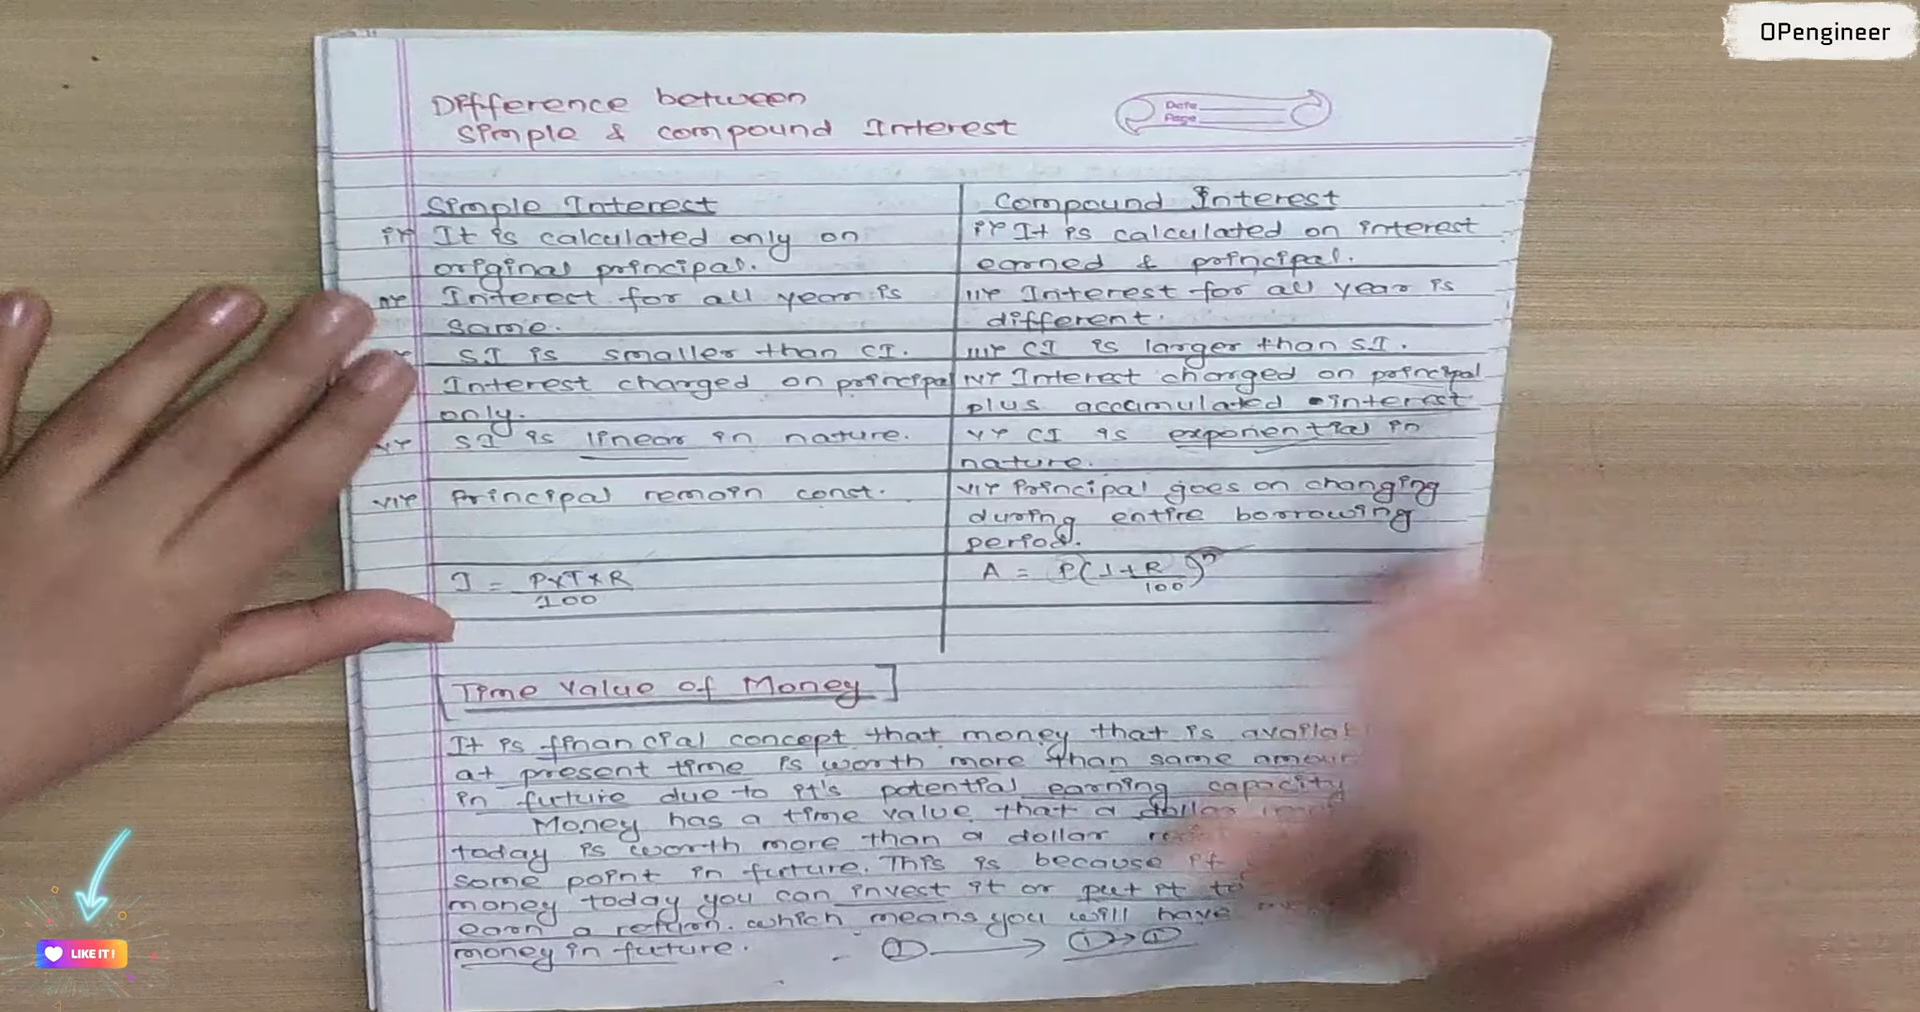 OPengineer
Difference between
simple & compound Interest
Date
Page
Simple Interest
Compound Interest
i) It is calculated only on
original principal.
i) It is calculated on interest
earned & principal.
Interest for all year is
same.
ii) Interest for all year is
different.
SI is smaller than CI.
iii) CI is larger than SI.
Interest charged on principal
only.
iv) Interest charged on principal
plus accamulated interest
SI is linear in nature.
v) CI is exponential in
nature.
vi) Principal remain const.
vi) Principal goes on changing
during entire borrowing
period.
I = P×T×R
100
A = P(1+R/100)^n
Time Value of Money
It is financial concept that money that is
at present time is worth more than same
in future due to it's potential earning capacity
Money has a time value that a dollar
today is worth more than a dollar
some point in future. This is because if
money today you can invest it or put it to
earn a return. which means you will have
money in future.
1 → 1 > 1
LIKE IT!